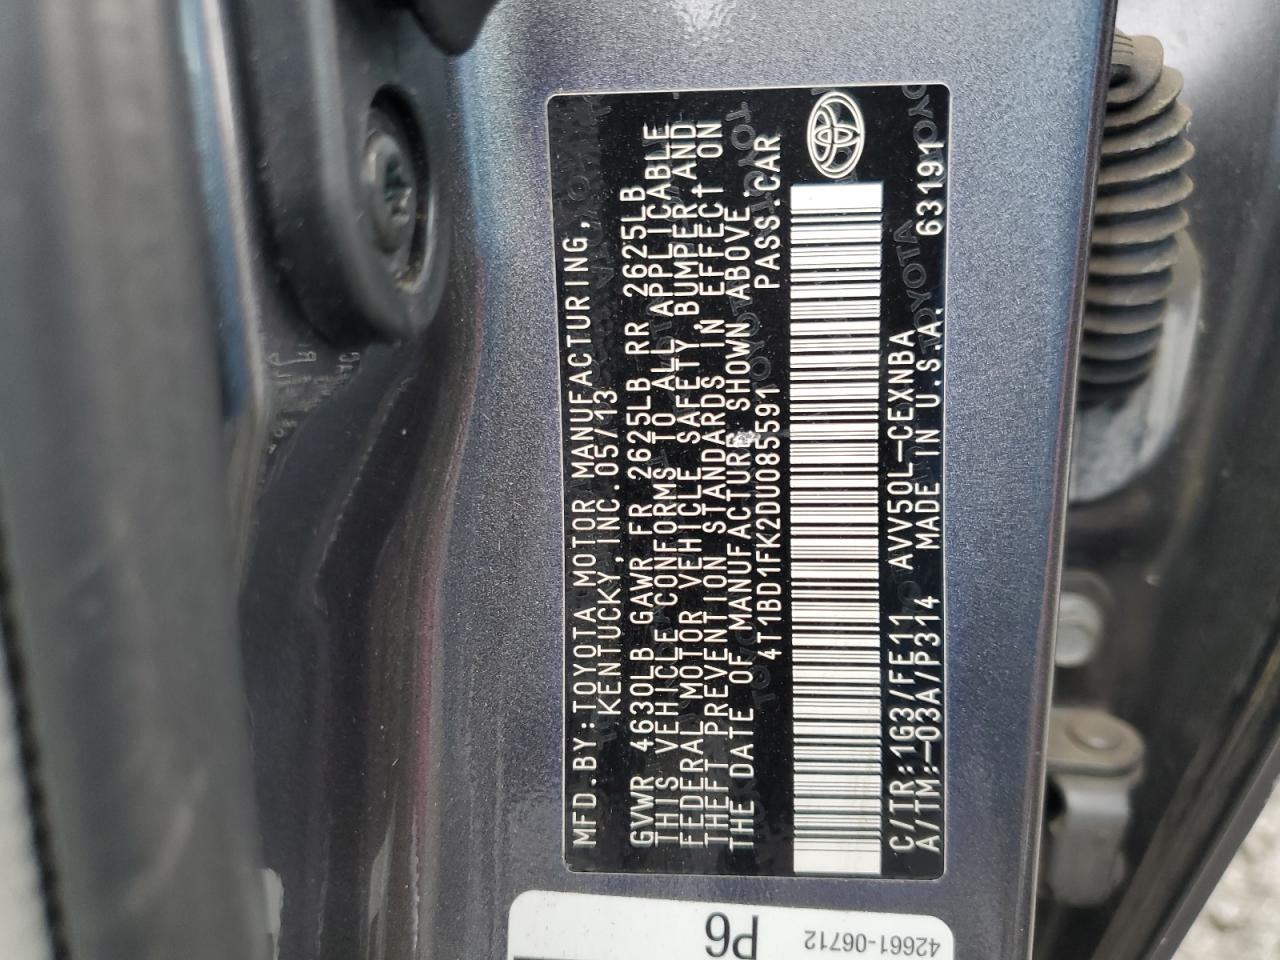 MFD.BY:TOYOTA MOTOR MANUFACTURING,
KENTUCKY,INC 05/13
GVWR 4630LB GAWR FR 2625LB RR 2625LB
THIS VEHICLE CONFORMS TO ALL APPLICABLE
FEDERAL MOTOR VEHICLE SAFETY, BUMPER, AND
THEFT PREVENTION STANDARDS IN EFFECT ON
THE DATE OF MANUFACTURE SHOWN ABOVE.
4T1BD1FK2DU085591 PASS.CAR
C/TR:1G3/FE11 AVV50L-CEXNBA
A/TM:-03A/P314 MADE IN U.S.A. 63191
P6
42661-06712